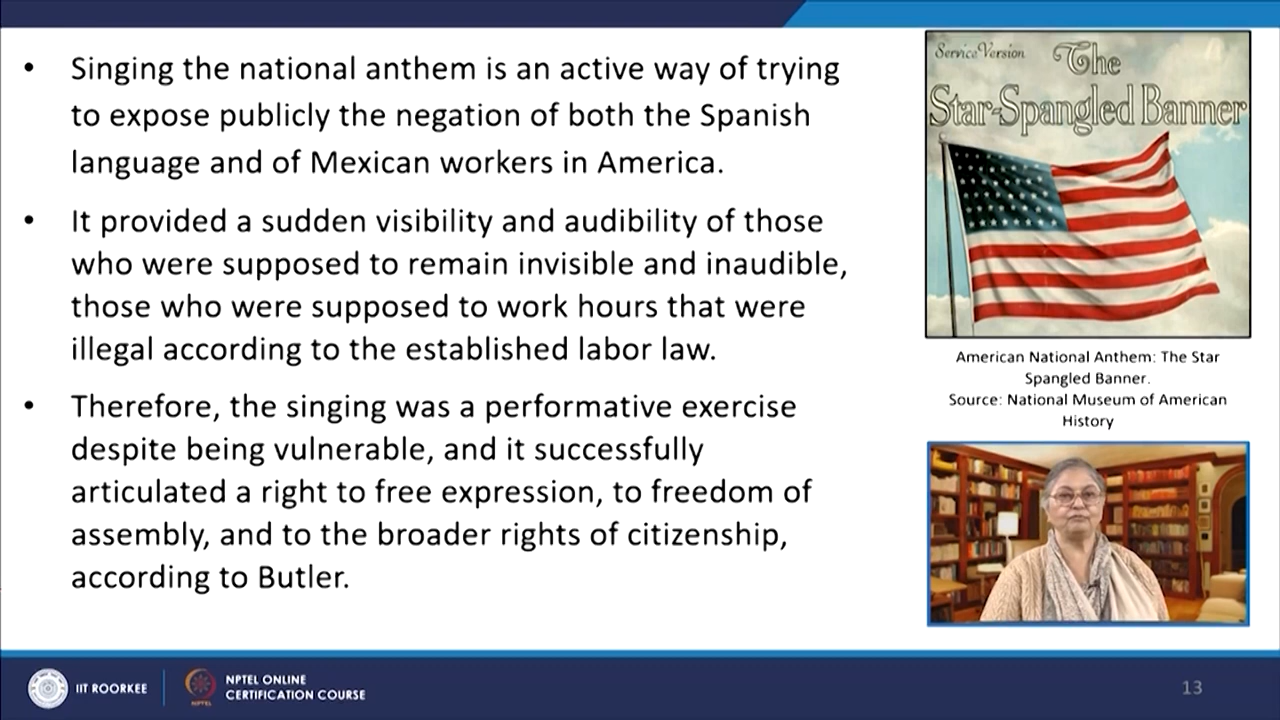 • Singing the national anthem is an active way of trying
to expose publicly the negation of both the Spanish
language and of Mexican workers in America.
• It provided a sudden visibility and audibility of those
who were supposed to remain invisible and inaudible,
those who were supposed to work hours that were
illegal according to the established labor law.
• Therefore, the singing was a performative exercise
despite being vulnerable, and it successfully
articulated a right to free expression, to freedom of
assembly, and to the broader rights of citizenship,
according to Butler.
Service Version
The
Star-Spangled Banner
American National Anthem: The Star
Spangled Banner.
Source: National Museum of American
History
IIT ROORKEE
NPTEL
NPTEL ONLINE
CERTIFICATION COURSE
13